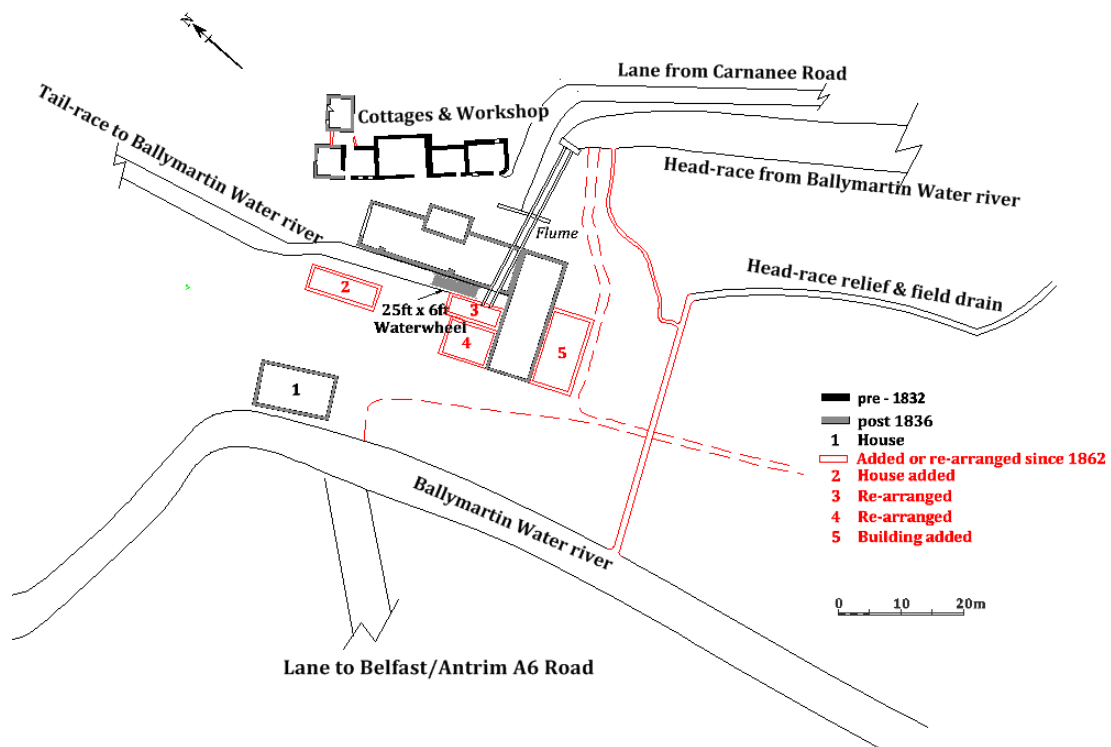 Lane from Carnanee Road
Cottages & Workshop
Tail-race to Ballymartin Water river
Head-race from Ballymartin Water river
Flume
Head-race relief & field drain
2
25ft x 6ft
Waterwheel
3
4
5
1
pre - 1832
post 1836
1 House
Added or re-arranged since 1862
2 House added
3 Re-arranged
4 Re-arranged
5 Building added
Ballymartin Water river
0 10 20m
Lane to Belfast/Antrim A6 Road